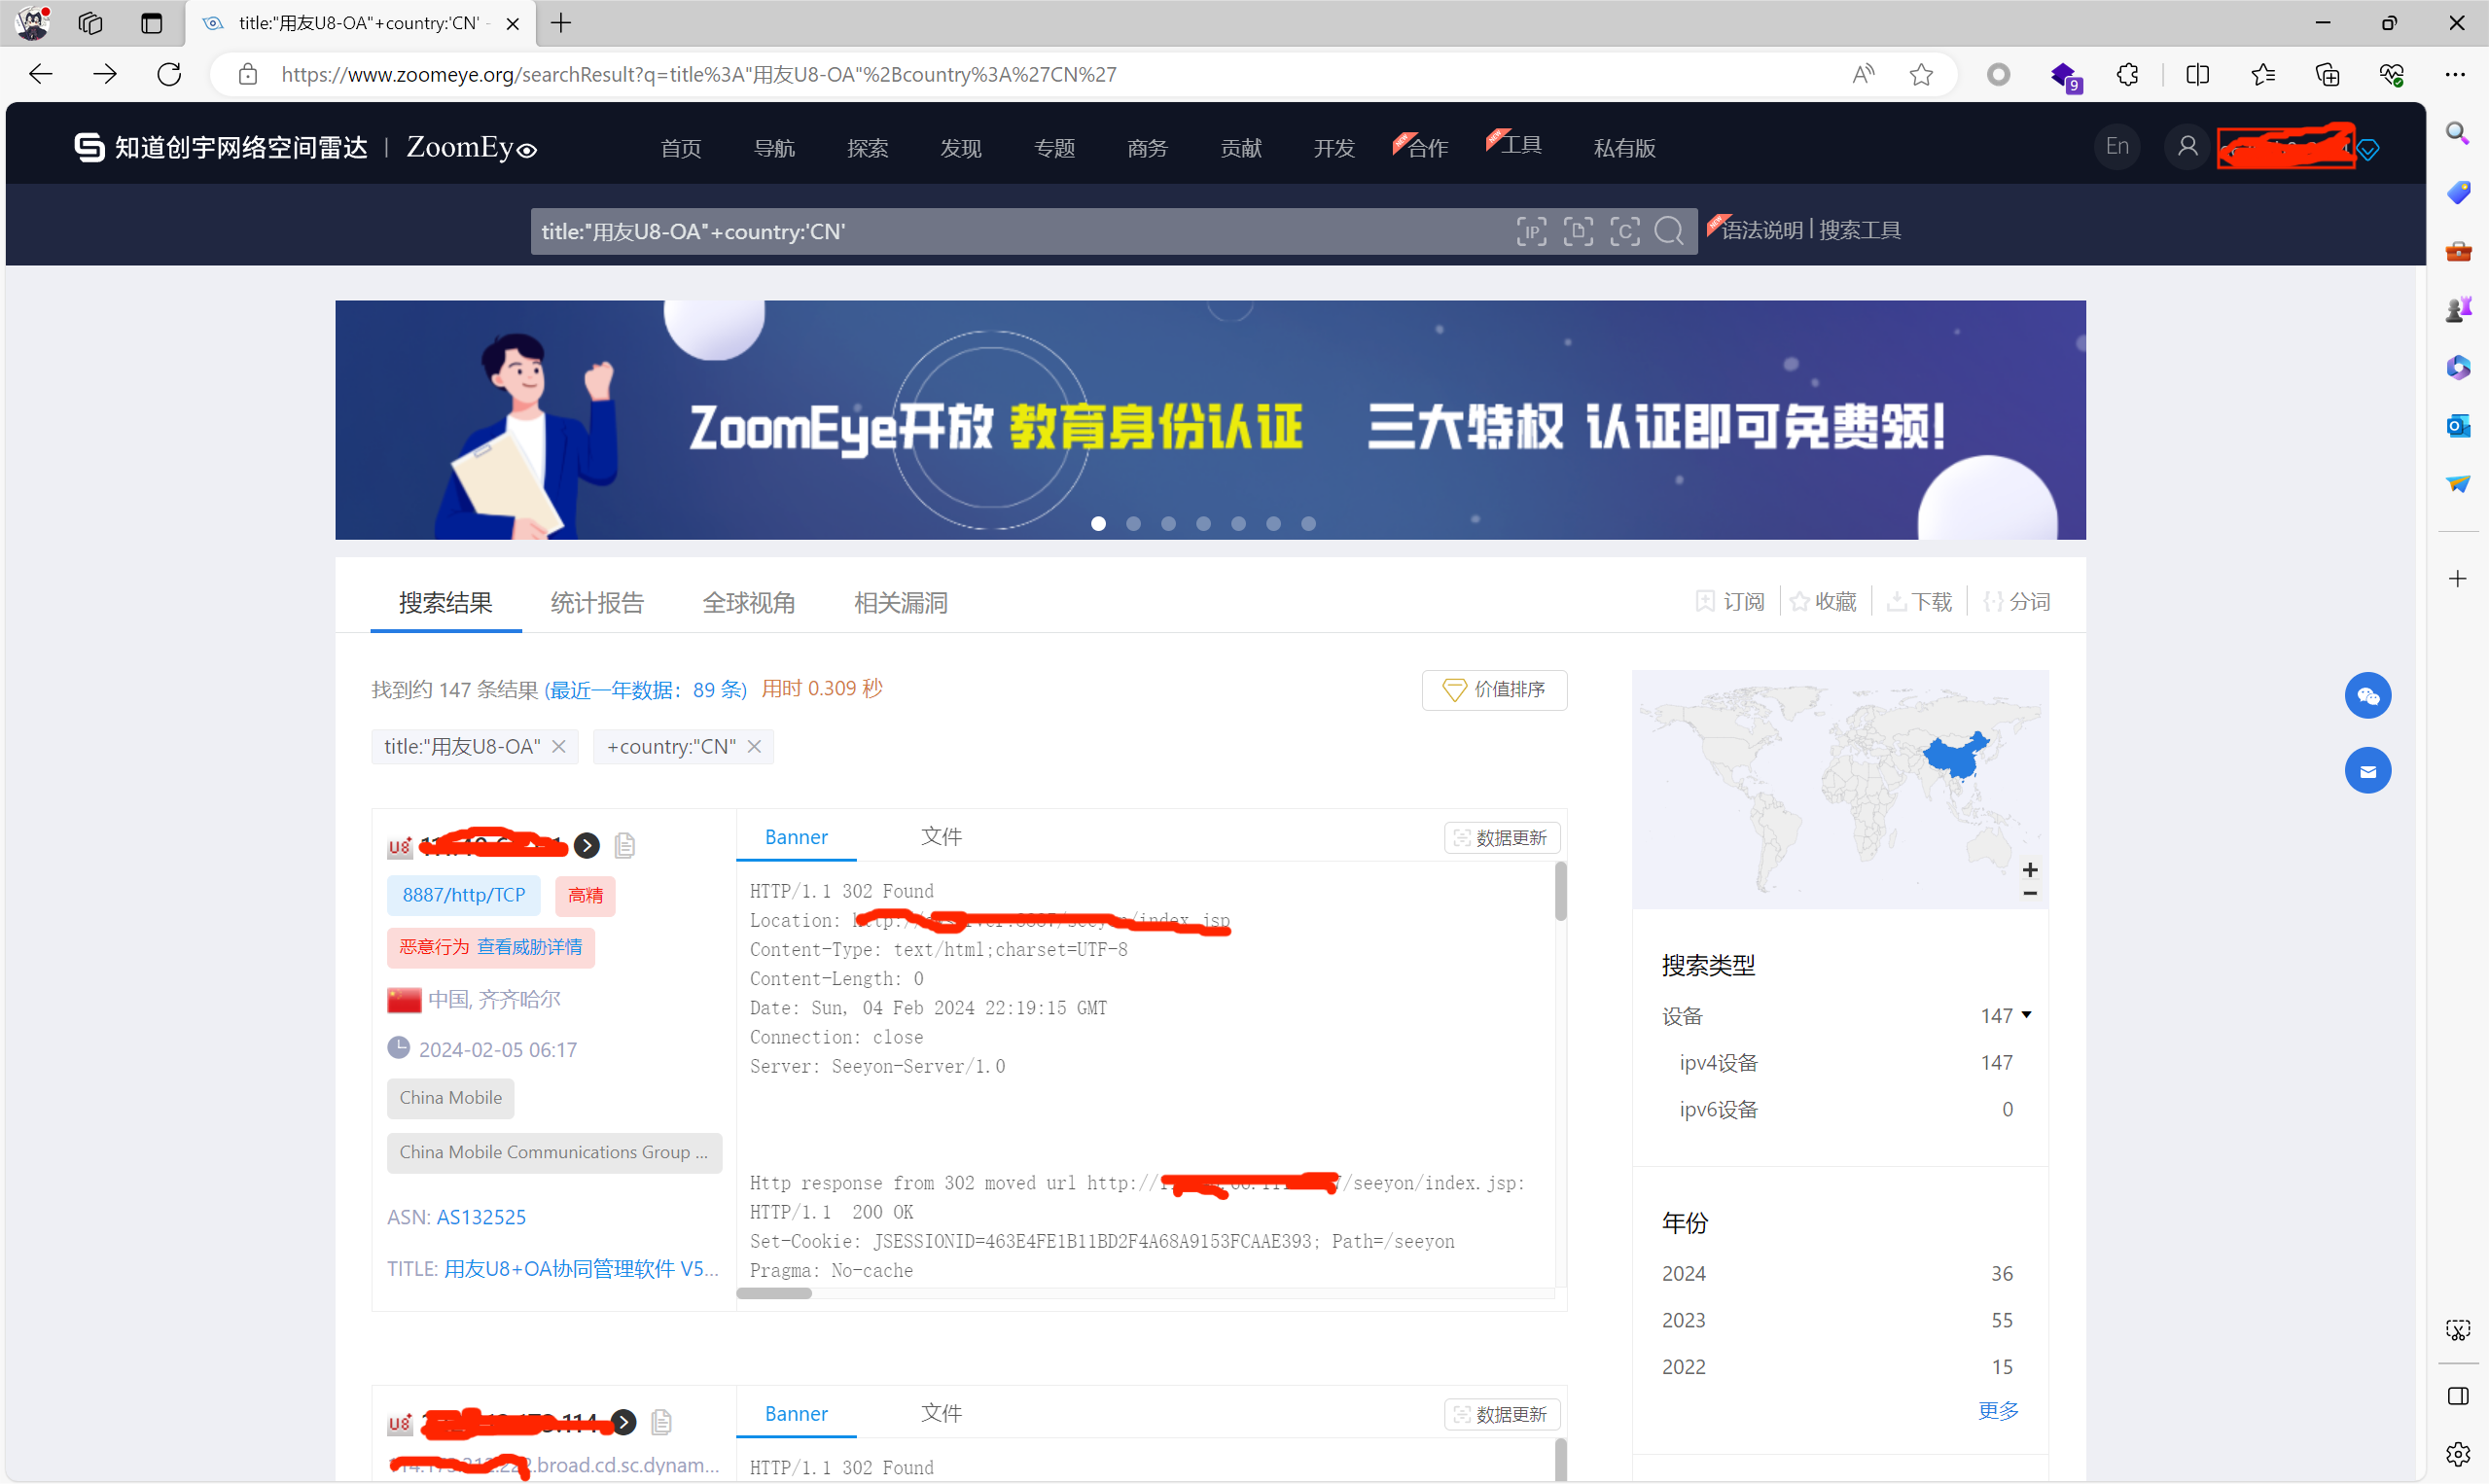 title:"用友U8-OA"+country:'CN' -
https://www.zoomeye.org/searchResult?q=title%3A"用友U8-OA"%2Bcountry%3A%27CN%27
9
知道创宇网络空间雷达 | ZoomEye
首页 导航 探索 发现 专题 商务 贡献 开发 NEW 合作 NEW 工具 私有版
En
title:"用友U8-OA"+country:'CN'
IP D C
NEW 语法说明 | 搜索工具
ZoomEye开放 教育身份认证 三大特权 认证即可免费领!
搜索结果 统计报告 全球视角 相关漏洞
订阅 收藏 下载 分词
找到约 147 条结果 (最近一年数据: 89 条) 用时 0.309 秒
价值排序
title:"用友U8-OA" +country:"CN"
U8
8887/http/TCP 高精
恶意行为 查看威胁详情
中国, 齐齐哈尔
2024-02-05 06:17
China Mobile
China Mobile Communications Group ...
ASN: AS132525
TITLE: 用友U8+OA协同管理软件 V5...
Banner 文件 数据更新
HTTP/1.1 302 Found
Location:
Content-Type: text/html;charset=UTF-8
Content-Length: 0
Date: Sun, 04 Feb 2024 22:19:15 GMT
Connection: close
Server: Seeyon-Server/1.0
Http response from 302 moved url http:// /seeyon/index.jsp:
HTTP/1.1 200 OK
Set-Cookie: JSESSIONID=463E4FE1B11BD2F4A68A9153FCAAE393; Path=/seeyon
Pragma: No-cache
搜索类型
设备 147
ipv4设备 147
ipv6设备 0
年份
2024 36
2023 55
2022 15
更多
U8
.broad.cd.sc.dynam...
Banner 文件 数据更新
HTTP/1.1 302 Found